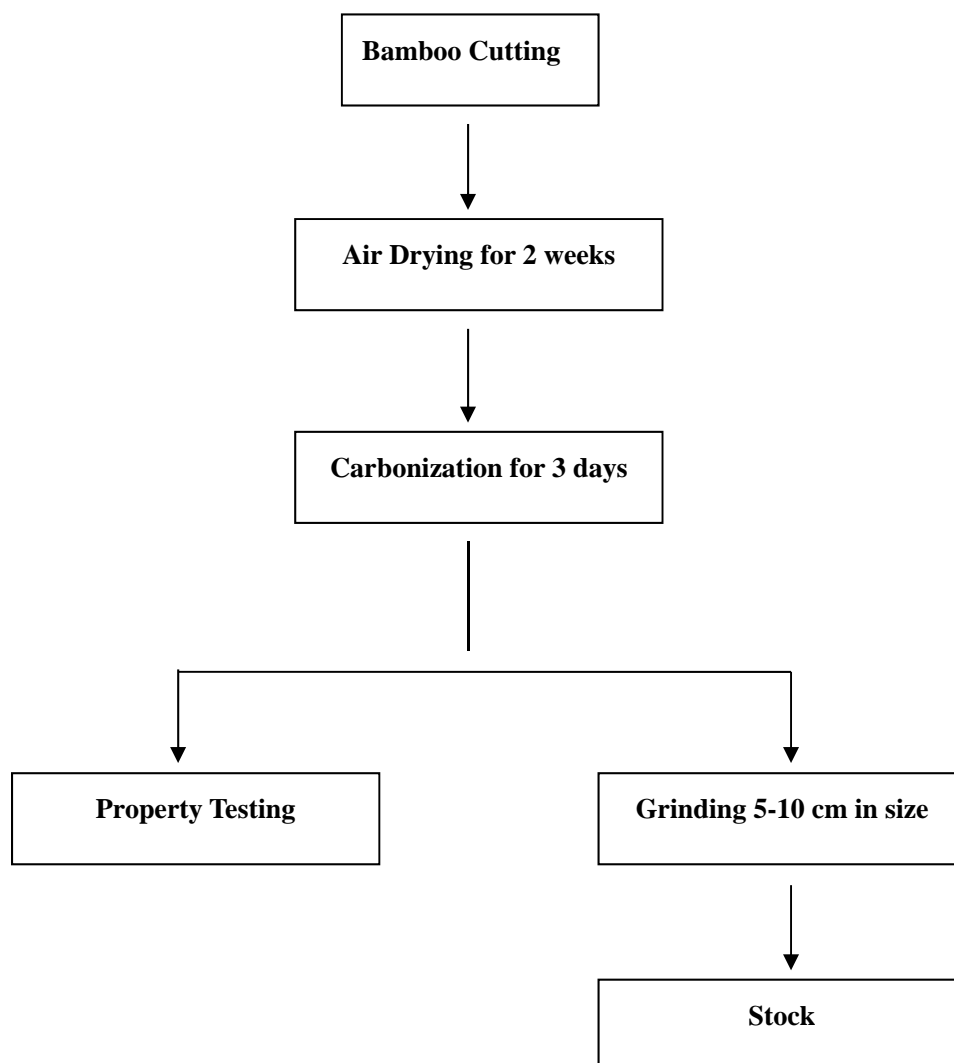 Bamboo Cutting
Air Drying for 2 weeks
Carbonization for 3 days
Property Testing
Grinding 5-10 cm in size
Stock